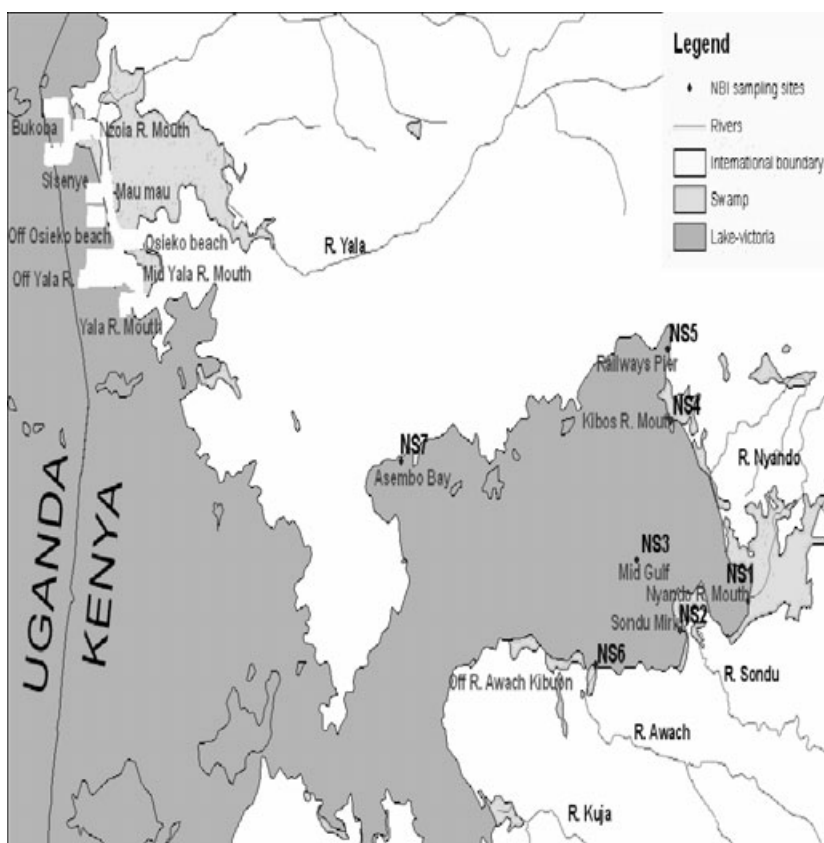 Legend
NBI sampling sites
Rivers
International boundary
Swamp
Lake-victoria
Bukoba
Nzoia R. Mouth
Sisenye
Mau mau
Off Osieko beach
Osieko beach
R. Yala
Off Yala R.
Mid Yala R. Mouth
Yala R. Mouth
NS5
Railways Pier
NS4
Kibos R. Mouth
NS7
Asembo Bay
R. Nyando
UGANDA
KENYA
NS3
Mid Gulf
NS1
Nyando R. Mouth
NS2
Sondu Miriu
NS6
Off R. Awach Kibuon
R. Sondu
R. Awach
R. Kuja